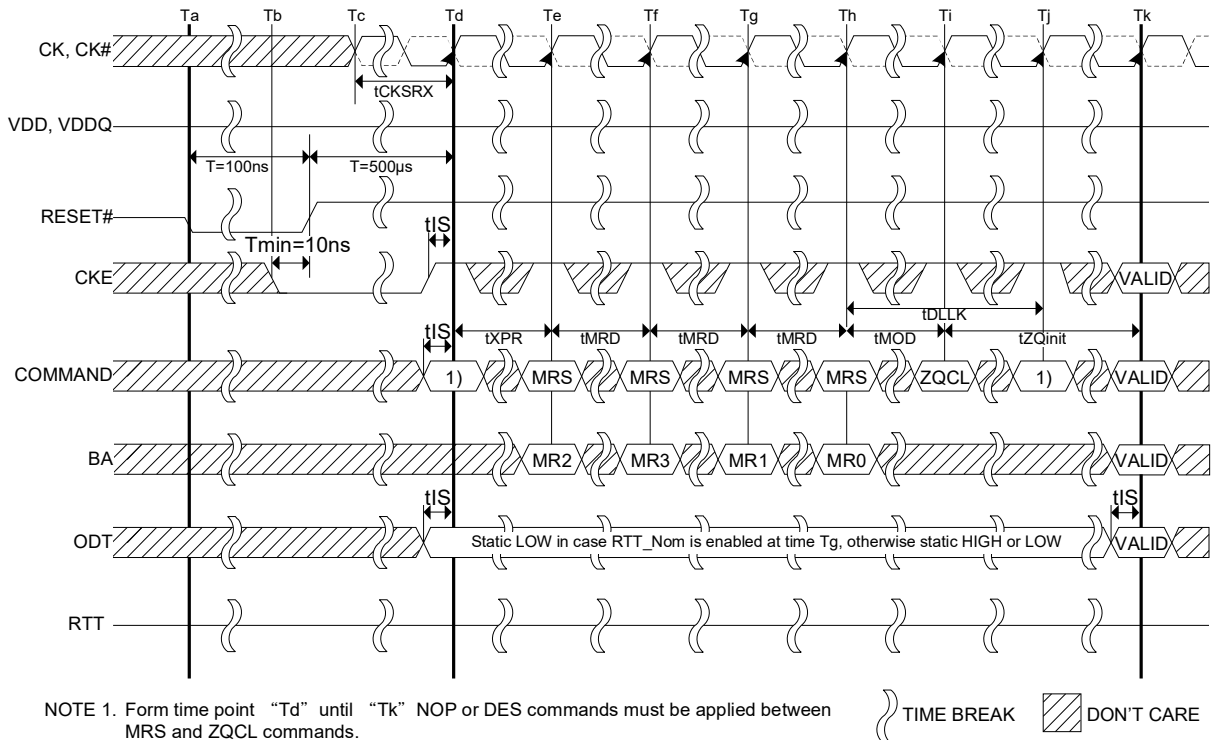 Ta Tb Tc Td Te Tf Tg Th Ti Tj Tk
CK, CK#
tCKSRX
VDD, VDDQ
T=100ns T=500µs
RESET#
tIS
Tmin=10ns
CKE VALID
tDLLK
tIS tXPR tMRD tMRD tMRD tMOD tZQinit
COMMAND 1) MRS MRS MRS MRS ZQCL 1) VALID
BA MR2 MR3 MR1 MR0 VALID
tIS tIS
ODT Static LOW in case RTT_Nom is enabled at time Tg, otherwise static HIGH or LOW VALID
RTT
NOTE 1. Form time point “Td” until “Tk” NOP or DES commands must be applied between
MRS and ZQCL commands.
TIME BREAK DON'T CARE